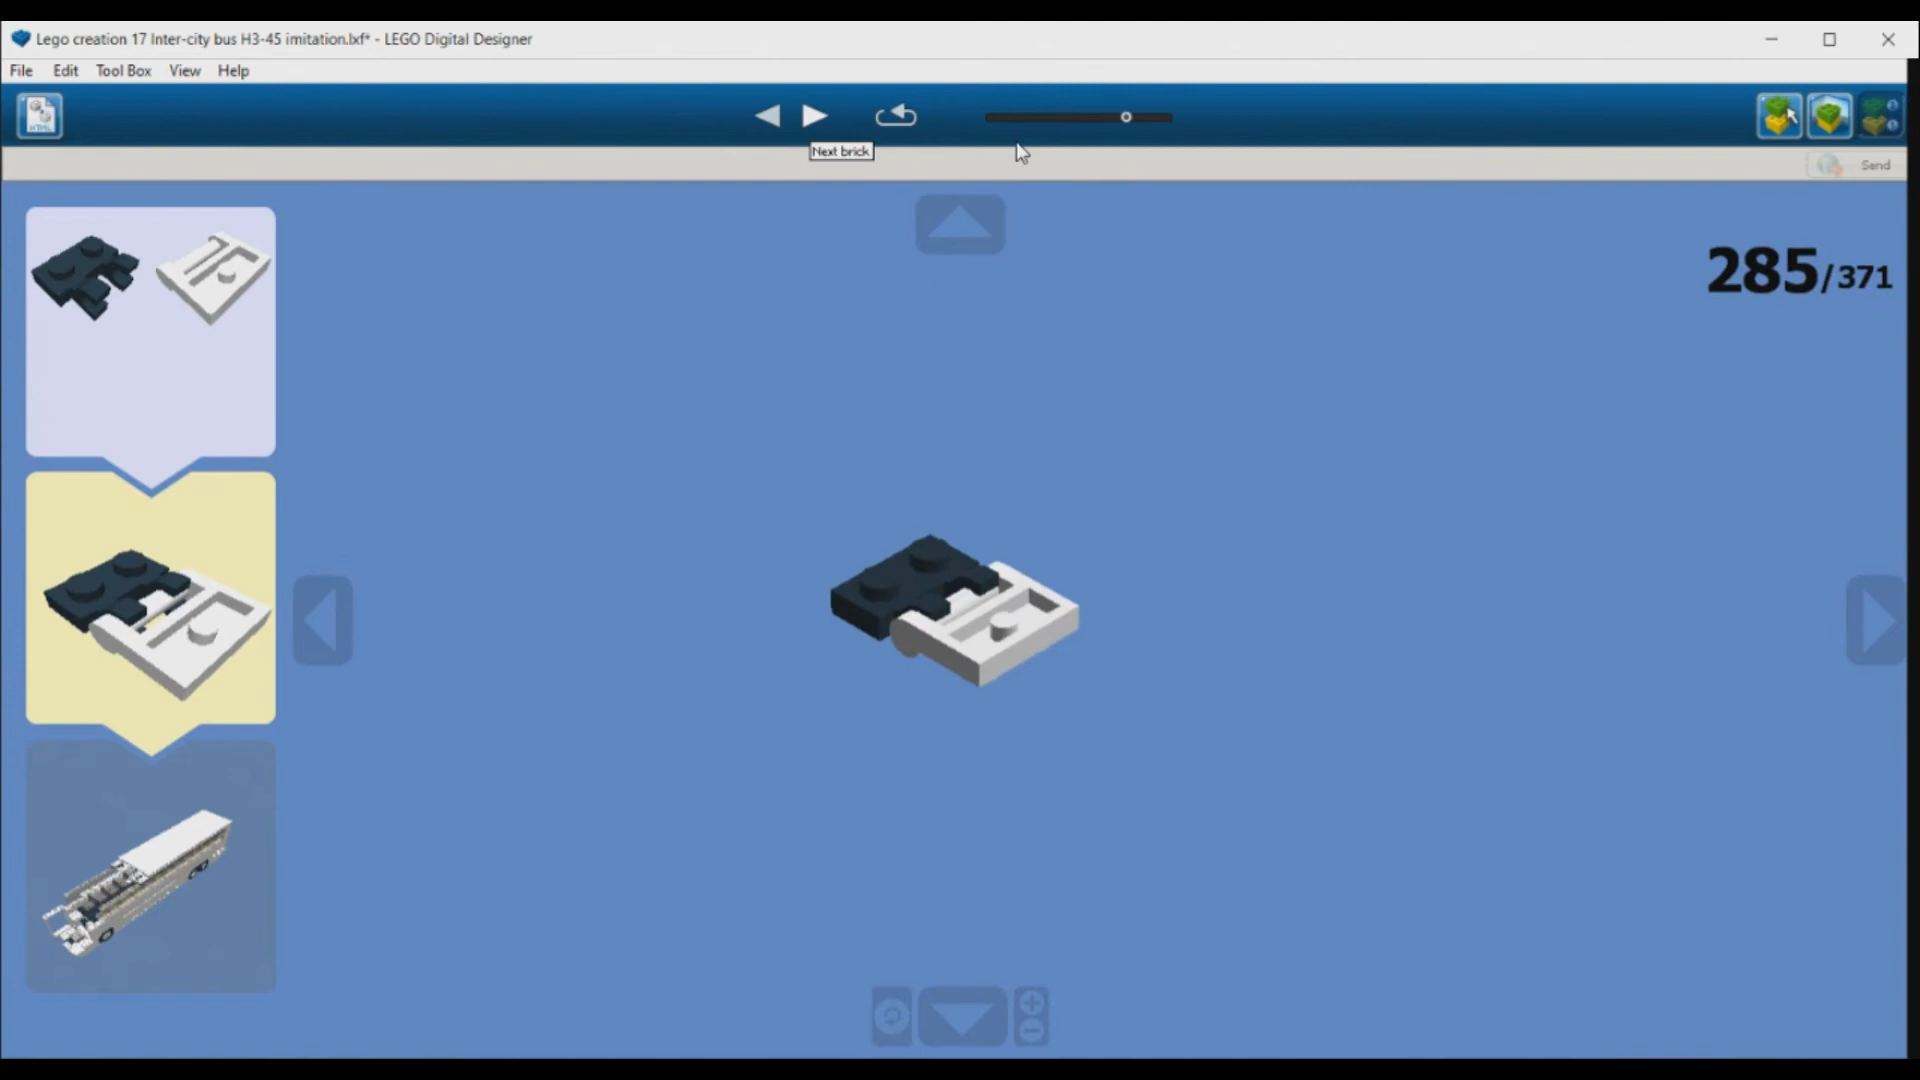 Lego creation 17 Inter-city bus H3-45 imitation.lxf* - LEGO Digital Designer
File Edit Tool Box View Help
HTML
Next brick
Send
285/371